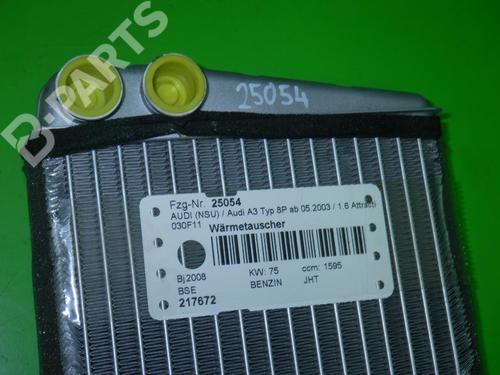 B-PARTS
25054
Fzg-Nr. 25054
AUDI (NSU) / Audi A3 Typ 8P ab 05.2003 / 1.6 Attracti
030F11 Wärmetauscher
Bj.2008 KW: 75 ccm: 1595
BSE BENZIN JHT
217672